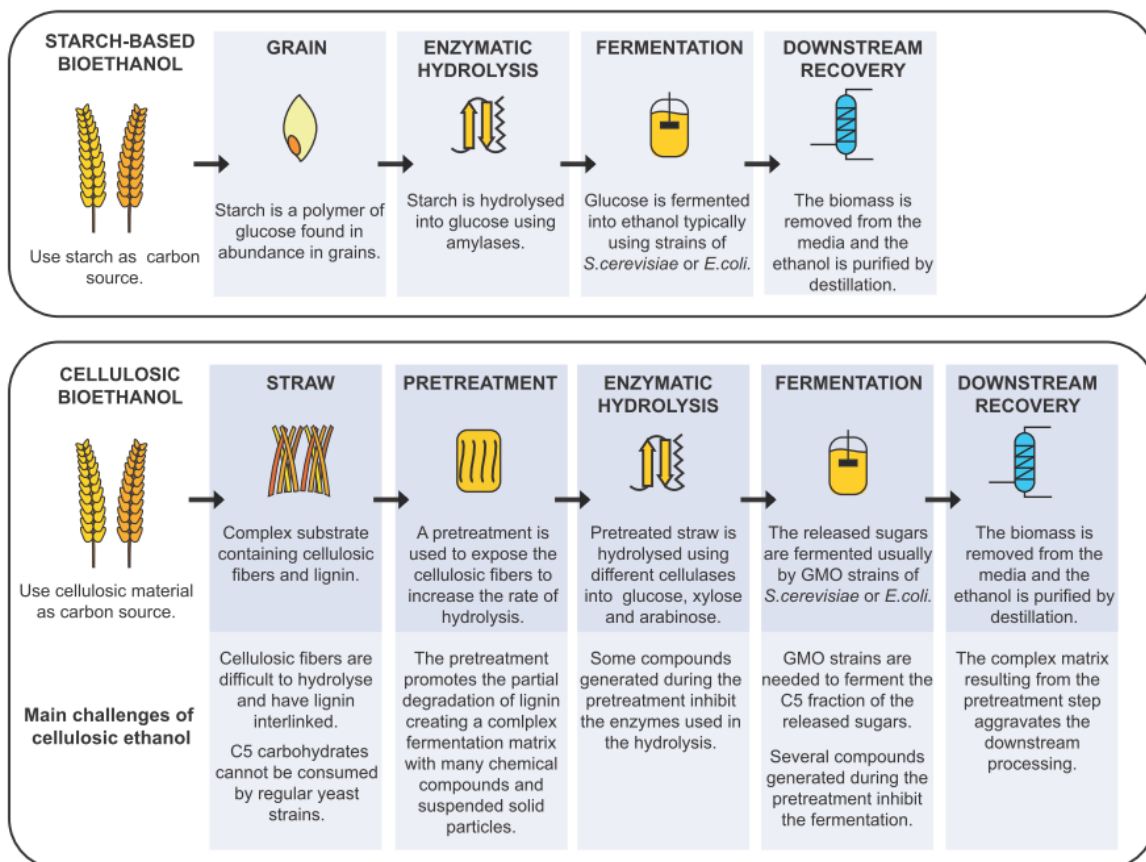 STARCH-BASED
BIOETHANOL
Use starch as carbon
source.
GRAIN
Starch is a polymer of
glucose found in
abundance in grains.
ENZYMATIC
HYDROLYSIS
Starch is hydrolysed
into glucose using
amylases.
FERMENTATION
Glucose is fermented
into ethanol typically
using strains of
S.cerevisiae or E.coli.
DOWNSTREAM
RECOVERY
The biomass is
removed from the
media and the
ethanol is purified by
destillation.
CELLULOSIC
BIOETHANOL
Use cellulosic material
as carbon source.
STRAW
Complex substrate
containing cellulosic
fibers and lignin.
PRETREATMENT
A pretreatment is
used to expose the
cellulosic fibers to
increase the rate of
hydrolysis.
ENZYMATIC
HYDROLYSIS
Pretreated straw is
hydrolysed using
different cellulases
into glucose, xylose
and arabinose.
FERMENTATION
The released sugars
are fermented usually
by GMO strains of
S.cerevisiae or E.coli.
DOWNSTREAM
RECOVERY
The biomass is
removed from the
media and the
ethanol is purified by
destillation.
Main challenges of
cellulosic ethanol
Cellulosic fibers are
difficult to hydrolyse
and have lignin
interlinked.
C5 carbohydrates
cannot be consumed
by regular yeast
strains.
The pretreatment
promotes the partial
degradation of lignin
creating a comlplex
fermentation matrix
with many chemical
compounds and
suspended solid
particles.
Some compounds
generated during the
pretreatment inhibit
the enzymes used in
the hydrolysis.
GMO strains are
needed to ferment the
C5 fraction of the
released sugars.
Several compounds
generated during the
pretreatment inhibit
the fermentation.
The complex matrix
resulting from the
pretreatment step
aggravates the
downstream
processing.